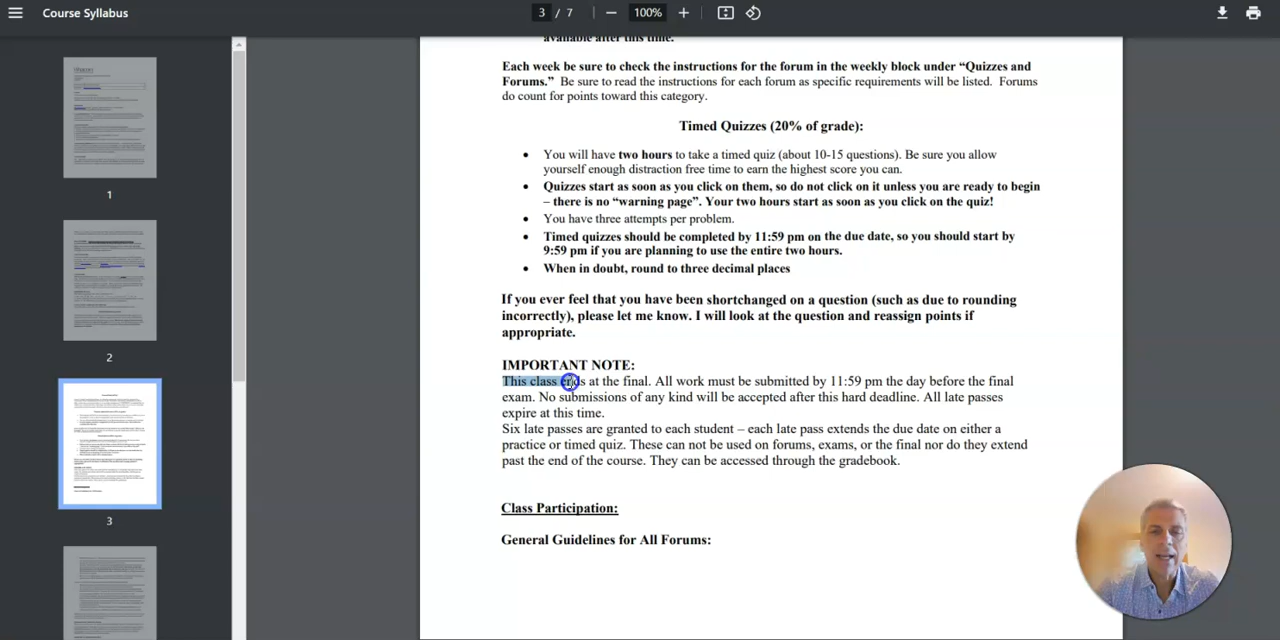 Course Syllabus
3 / 7
100%
available after this time.
Each week be sure to check the instructions for the forum in the weekly block under “Quizzes and
Forums.” Be sure to read the instructions for each forum as specific requirements will be listed. Forums
do count for points toward this category.
Timed Quizzes (20% of grade):
• You will have two hours to take a timed quiz (about 10-15 questions). Be sure you allow
yourself enough distraction free time to earn the highest score you can.
• Quizzes start as soon as you click on them, so do not click on it unless you are ready to begin
– there is no “warning page”. Your two hours start as soon as you click on the quiz!
• You have three attempts per problem.
• Timed quizzes should be completed by 11:59 pm on the due date, so you should start by
9:59 pm if you are planning to use the entire two hours.
• When in doubt, round to three decimal places
If you ever feel that you have been shortchanged on a question (such as due to rounding
incorrectly), please let me know. I will look at the question and reassign points if
appropriate.
IMPORTANT NOTE:
This class ends at the final. All work must be submitted by 11:59 pm the day before the final
exam. No submissions of any kind will be accepted after this hard deadline. All late passes
expire at this time.
Six late passes are granted to each student – each late pass extends the due date on either a
practice or timed quiz. These can not be used on forums, exams, or the final nor do they extend
past the end of the course. They can be accessed through the gradebook.
Class Participation:
General Guidelines for All Forums:
1
2
3